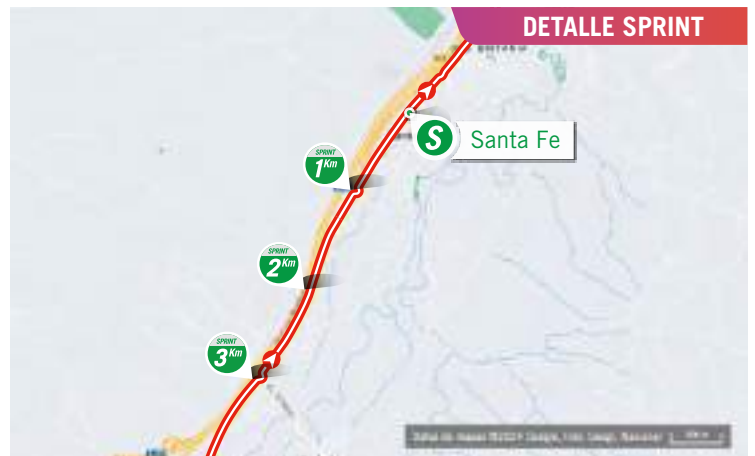 DETALLE SPRINT
S
Santa Fe
SPRINT
1Km
SPRINT
2Km
SPRINT
3Km